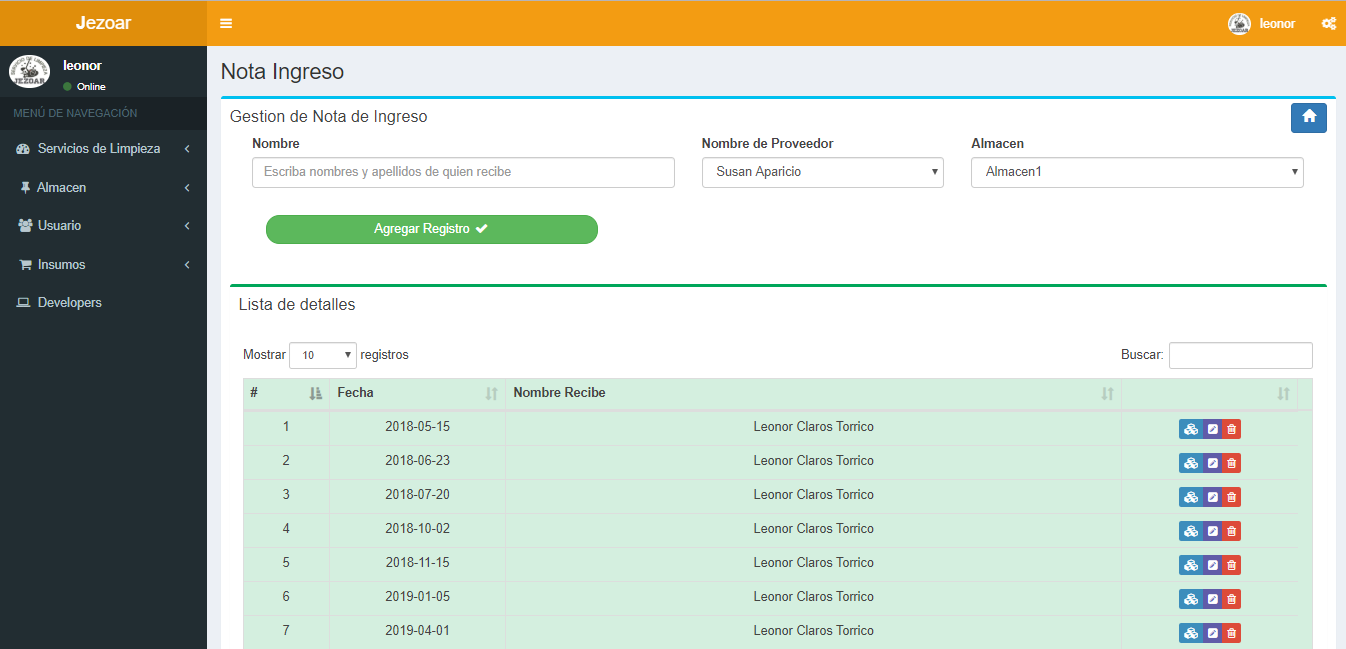 Jezoar
leonor
leonor
Online
MENÚ DE NAVEGACIÓN
Servicios de Limpieza
Almacen
Usuario
Insumos
Developers
Nota Ingreso
Gestion de Nota de Ingreso
Nombre Nombre de Proveedor Almacen
Escriba nombres y apellidos de quien recibe Susan Aparicio Almacen1
Agregar Registro
Lista de detalles
Mostrar 10 registros Buscar:
# Fecha Nombre Recibe
1 2018-05-15 Leonor Claros Torrico
2 2018-06-23 Leonor Claros Torrico
3 2018-07-20 Leonor Claros Torrico
4 2018-10-02 Leonor Claros Torrico
5 2018-11-15 Leonor Claros Torrico
6 2019-01-05 Leonor Claros Torrico
7 2019-04-01 Leonor Claros Torrico